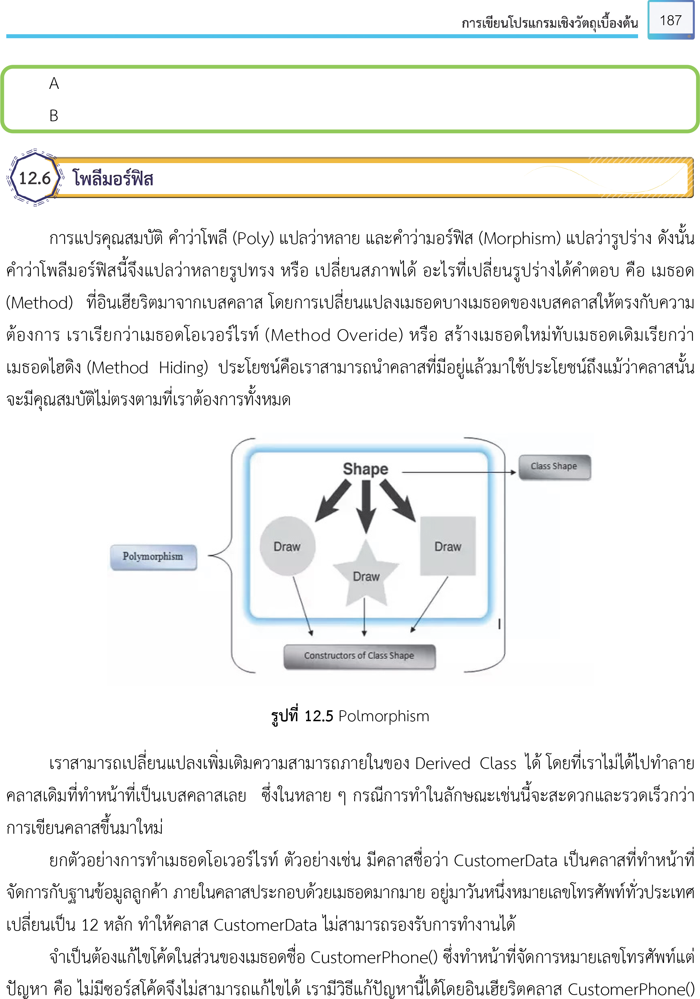 การเขียนโปรแกรมเชิงวัตถุเบื้องต้น 187
A
B
12.6 โพลีมอร์ฟิส
การแปรคุณสมบัติ คำว่าโพลี (Poly) แปลว่าหลาย และคำว่ามอร์ฟิส (Morphism) แปลว่ารูปร่าง ดังนั้น
คำว่าโพลีมอร์ฟิสนี้จึงแปลว่าหลายรูปทรง หรือ เปลี่ยนสภาพได้ อะไรที่เปลี่ยนรูปร่างได้คำตอบ คือ เมธอด
(Method) ที่อินเฮียริตมาจากเบสคลาส โดยการเปลี่ยนแปลงเมธอดบางเมธอดของเบสคลาสให้ตรงกับความ
ต้องการ เราเรียกว่าเมธอดโอเวอร์ไรท์ (Method Overide) หรือ สร้างเมธอดใหม่ทับเมธอดเดิมเรียกว่า
เมธอดไฮดิง (Method Hiding) ประโยชน์คือเราสามารถนำคลาสที่มีอยู่แล้วมาใช้ประโยชน์ถึงแม้ว่าคลาสนั้น
จะมีคุณสมบัติไม่ตรงตามที่เราต้องการทั้งหมด
Shape
Class Shape
Draw
Draw
Polymorphism
Draw
Constructors of Class Shape
รูปที่ 12.5 Polmorphism
เราสามารถเปลี่ยนแปลงเพิ่มเติมความสามารถภายในของ Derived Class ได้ โดยที่เราไม่ได้ไปทำลาย
คลาสเดิมที่ทำหน้าที่เป็นเบสคลาสเลย ซึ่งในหลาย ๆ กรณีการทำในลักษณะเช่นนี้จะสะดวกและรวดเร็วกว่า
การเขียนคลาสขึ้นมาใหม่
ยกตัวอย่างการทำเมธอดโอเวอร์ไรท์ ตัวอย่างเช่น มีคลาสชื่อว่า CustomerData เป็นคลาสที่ทำหน้าที่
จัดการกับฐานข้อมูลลูกค้า ภายในคลาสประกอบด้วยเมธอดมากมาย อยู่มาวันหนึ่งหมายเลขโทรศัพท์ทั่วประเทศ
เปลี่ยนเป็น 12 หลัก ทำให้คลาส CustomerData ไม่สามารถรองรับการทำงานได้
จำเป็นต้องแก้ไขโค้ดในส่วนของเมธอดชื่อ CustomerPhone() ซึ่งทำหน้าที่จัดการหมายเลขโทรศัพท์แต่
ปัญหา คือ ไม่มีซอร์สโค้ดจึงไม่สามารถแก้ไขได้ เรามีวิธีแก้ปัญหานี้ได้โดยอินเฮียริตคลาส CustomerPhone()